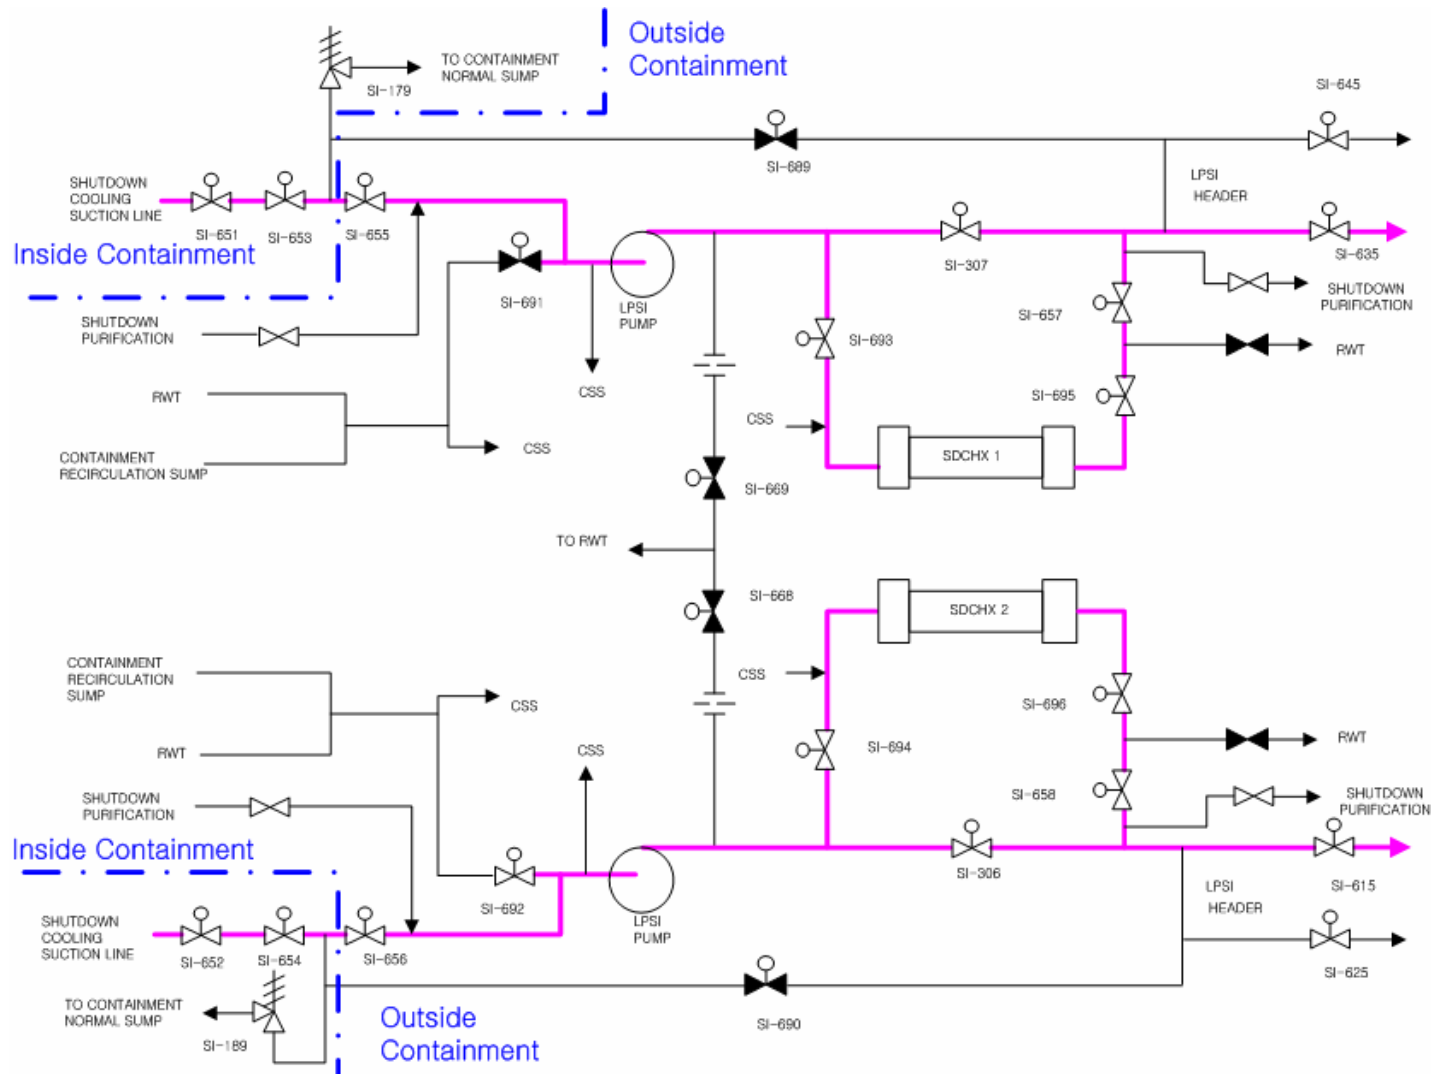 Outside
Containment
TO CONTAINMENT
NORMAL SUMP
SI-179
SI-645
SI-689
SHUTDOWN
COOLING
SUCTION LINE
LPSI
HEADER
SI-651
SI-653
SI-655
Inside Containment
SI-307
SI-635
SI-691
LPSI
PUMP
SHUTDOWN
PURIFICATION
SHUTDOWN
PURIFICATION
SI-657
SI-693
RWT
CSS
RWT
SI-695
CSS
CSS
CONTAINMENT
RECIRCULATION SUMP
SDCHX 1
SI-669
TO RWT
SI-668
SDCHX 2
CONTAINMENT
RECIRCULATION
SUMP
CSS
CSS
SI-696
RWT
CSS
SI-694
RWT
SHUTDOWN
PURIFICATION
SI-658
SHUTDOWN
PURIFICATION
Inside Containment
SI-306
SI-615
SI-692
LPSI
PUMP
LPSI
HEADER
SHUTDOWN
COOLING
SUCTION LINE
SI-652
SI-654
SI-656
SI-625
TO CONTAINMENT
NORMAL SUMP
SI-189
Outside
Containment
SI-690